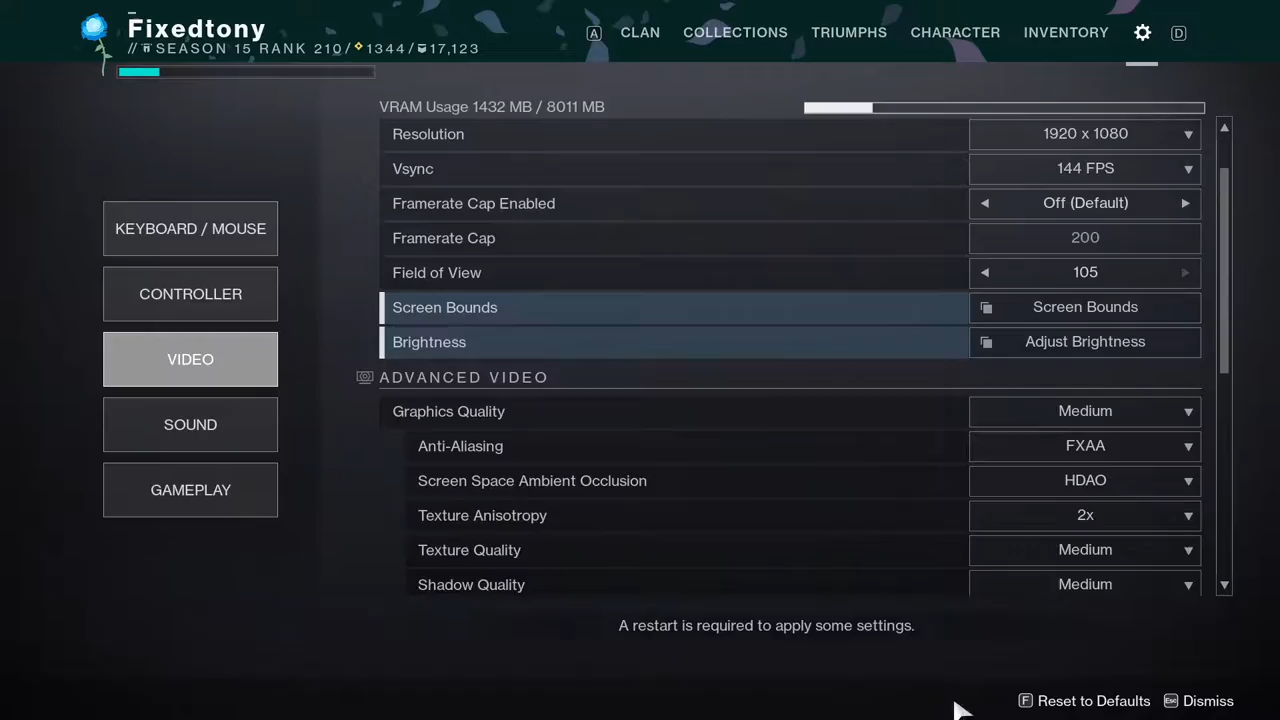 Fixedtony
// SEASON 15 RANK 210/ 1344/ 17,123
A CLAN COLLECTIONS TRIUMPHS CHARACTER INVENTORY D
VRAM Usage 1432 MB / 8011 MB
Resolution 1920 x 1080
Vsync 144 FPS
Framerate Cap Enabled Off (Default)
Framerate Cap 200
Field of View 105
Screen Bounds Screen Bounds
Brightness Adjust Brightness
ADVANCED VIDEO
Graphics Quality Medium
Anti-Aliasing FXAA
Screen Space Ambient Occlusion HDAO
Texture Anisotropy 2x
Texture Quality Medium
Shadow Quality Medium
KEYBOARD / MOUSE
CONTROLLER
VIDEO
SOUND
GAMEPLAY
A restart is required to apply some settings.
F Reset to Defaults Esc Dismiss